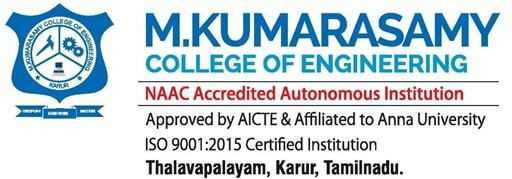 M.KUMARASAMY COLLEGE OF ENGINEERING
KARUR
DISCIPLINE HARD WORK SUCCESS
M.KUMARASAMY
COLLEGE OF ENGINEERING
NAAC Accredited Autonomous Institution
Approved by AICTE & Affiliated to Anna University
ISO 9001:2015 Certified Institution
Thalavapalayam, Karur, Tamilnadu.